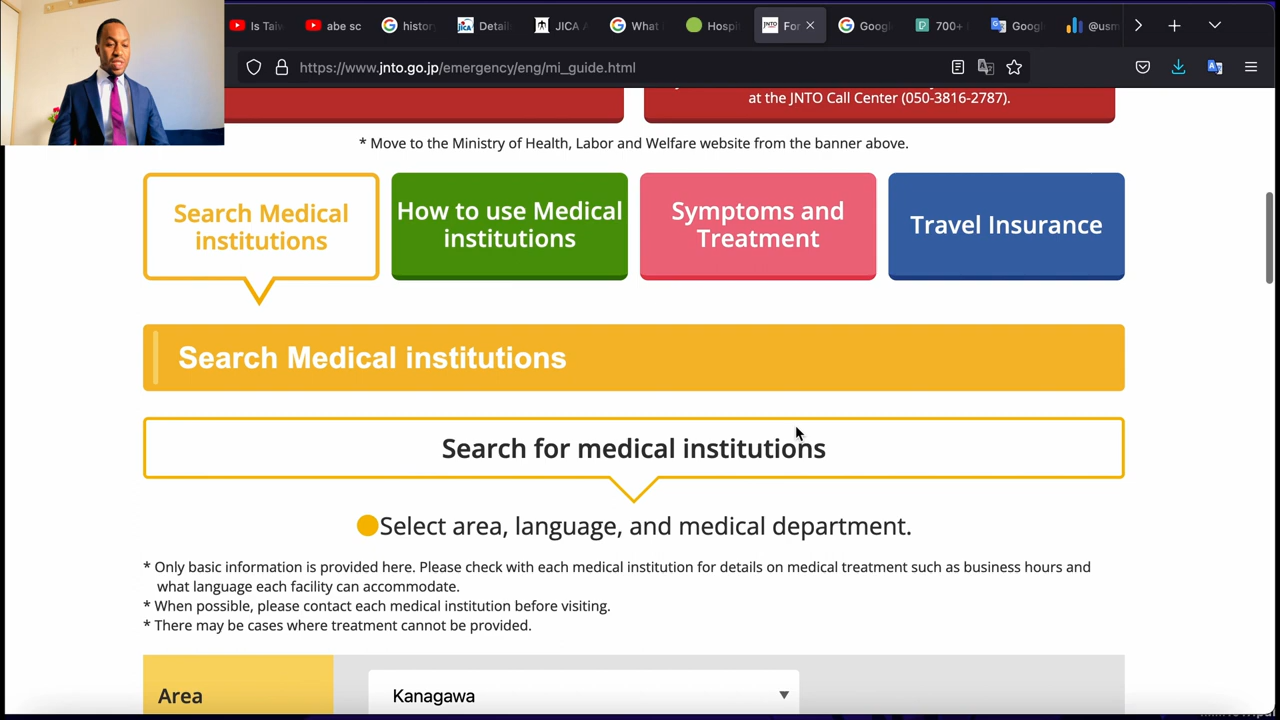 Is Taiw
abe sc
histor
Detail
JICA A
What
Hospi
JNTO
For
Googl
700+
Googl
@usm
https://www.jnto.go.jp/emergency/eng/mi_guide.html
at the JNTO Call Center (050-3816-2787).
* Move to the Ministry of Health, Labor and Welfare website from the banner above.
Search Medical
institutions
How to use Medical
institutions
Symptoms and
Treatment
Travel Insurance
Search Medical institutions
Search for medical institutions
Select area, language, and medical department.
* Only basic information is provided here. Please check with each medical institution for details on medical treatment such as business hours and
what language each facility can accommodate.
* When possible, please contact each medical institution before visiting.
* There may be cases where treatment cannot be provided.
Area
Kanagawa